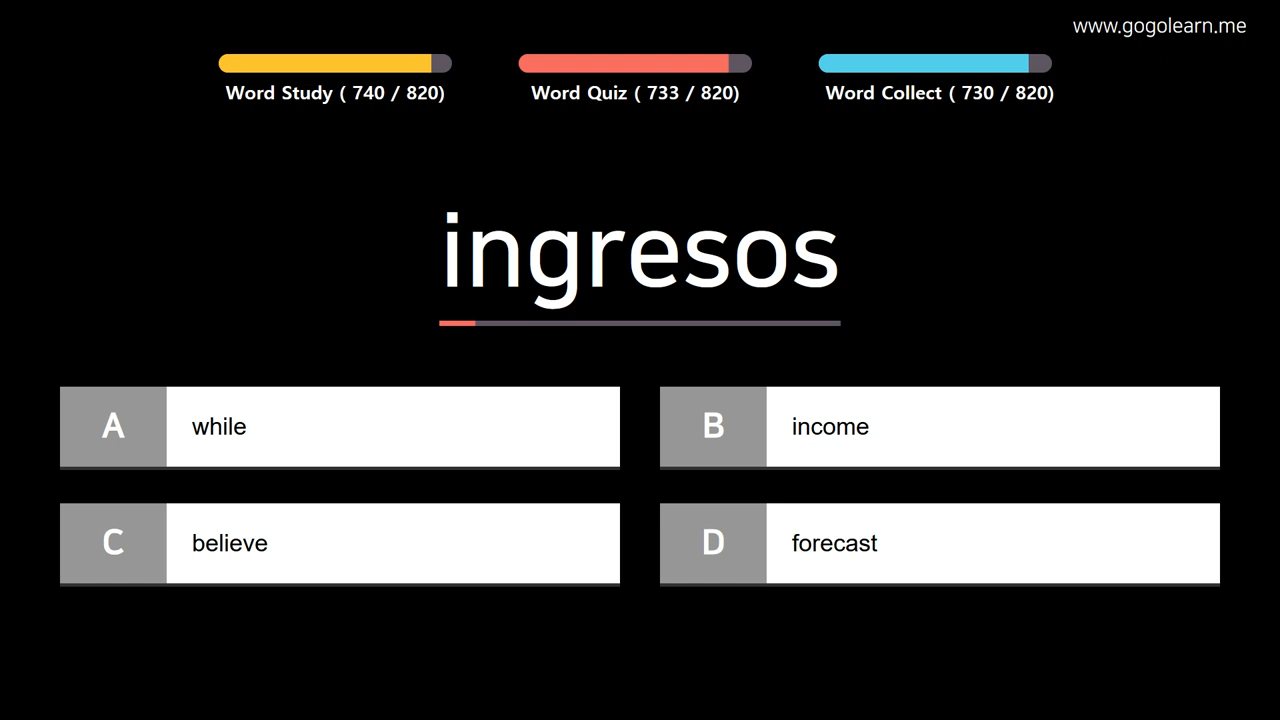 www.gogolearn.me
Word Study ( 740 / 820)
Word Quiz ( 733 / 820)
Word Collect ( 730 / 820)
ingresos
A while
B income
C believe
D forecast